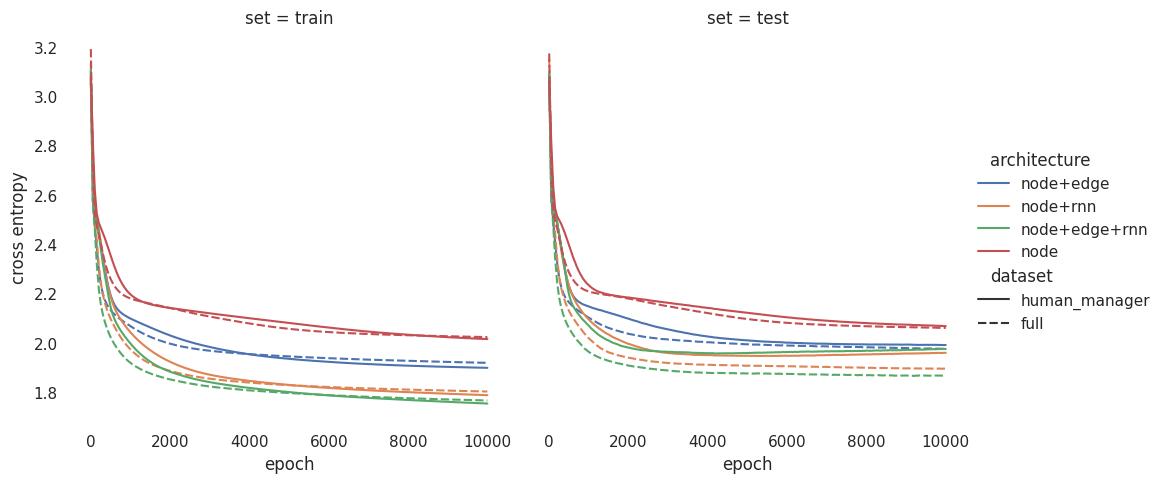 set = train
set = test
3.2
3.0
2.8
2.6
2.4
2.2
2.0
1.8
cross entropy
0 2000 4000 6000 8000 10000
epoch
0 2000 4000 6000 8000 10000
epoch
architecture
node+edge
node+rnn
node+edge+rnn
node
dataset
human_manager
full